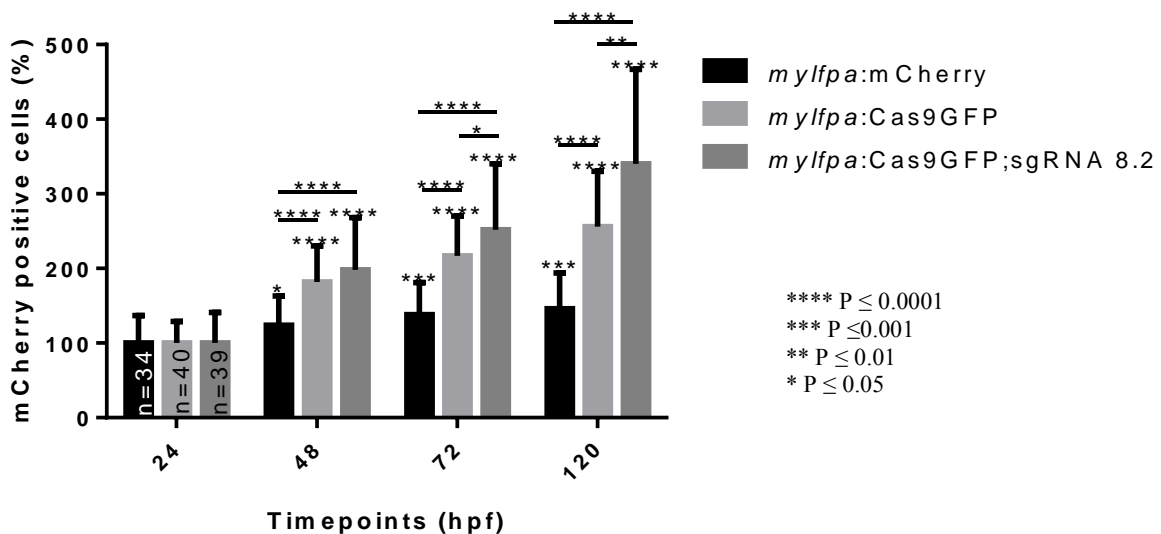 mCherry positive cells (%)
500
400
300
200
100
0
****
****
**
****
****
****
***
****
*
****
****
****
***
****
****
****
****
*
n=34
n=40
n=39
24
48
72
120
Timepoints (hpf)
mylfpa:mCherry
mylfpa:Cas9GFP
mylfpa:Cas9GFP;sgRNA 8.2
**** P ≤ 0.0001
*** P ≤0.001
** P ≤ 0.01
* P ≤ 0.05